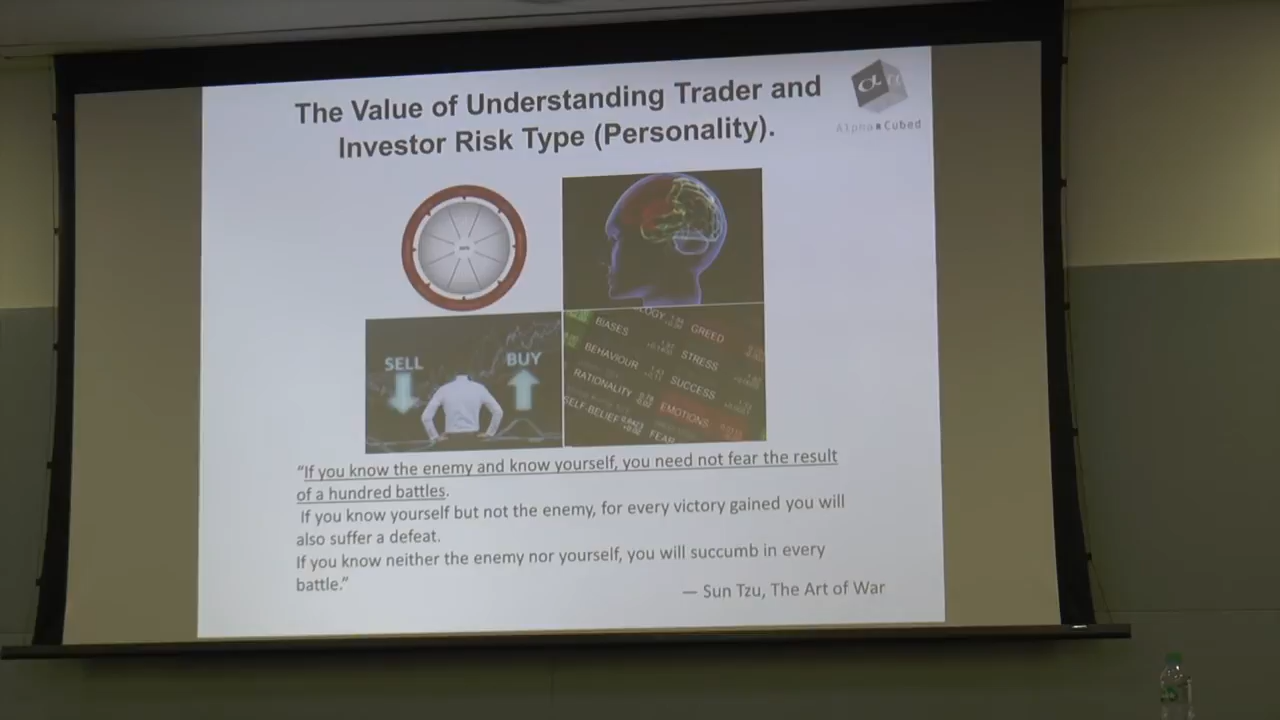 The Value of Understanding Trader and
Investor Risk Type (Personality).
Alpha Cubed
SELL
BUY
BIASES
GREED
BEHAVIOUR
STRESS
RATIONALITY
SUCCESS
SELF BELIEF
EMOTIONS
FEAR
“If you know the enemy and know yourself, you need not fear the result
of a hundred battles.
If you know yourself but not the enemy, for every victory gained you will
also suffer a defeat.
If you know neither the enemy nor yourself, you will succumb in every
battle.”
— Sun Tzu, The Art of War